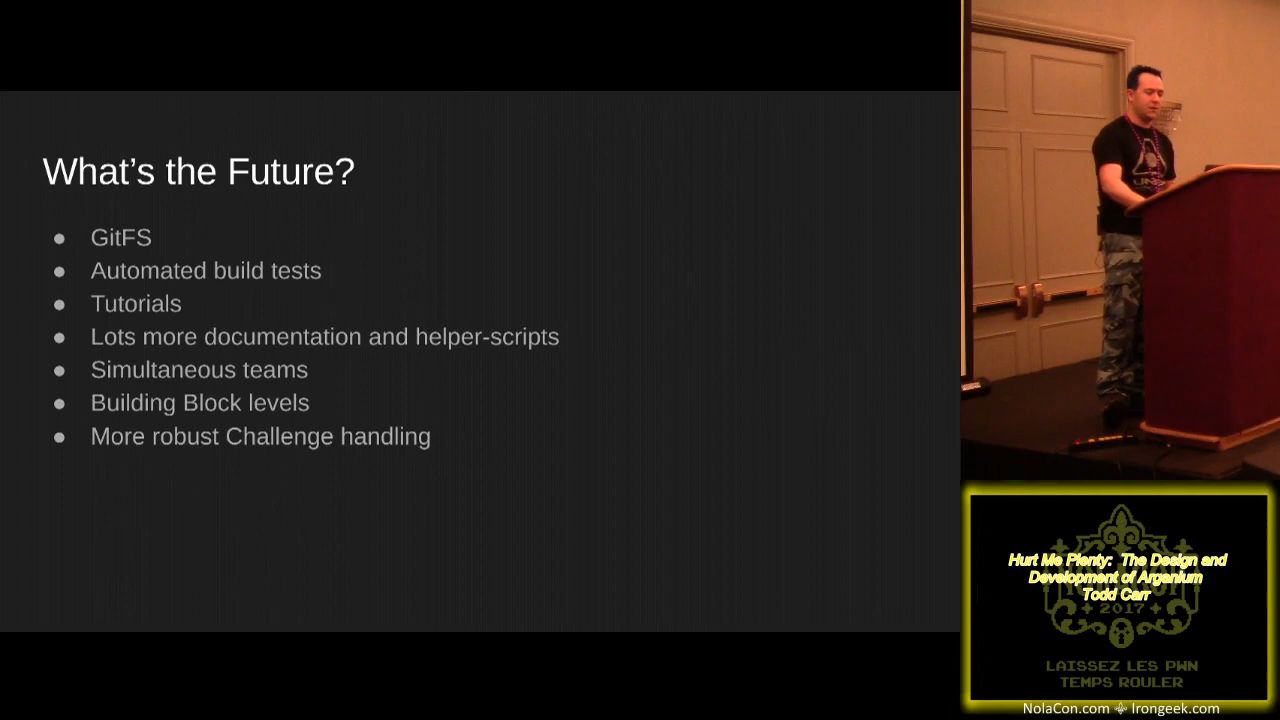 What’s the Future?
● GitFS
● Automated build tests
● Tutorials
● Lots more documentation and helper-scripts
● Simultaneous teams
● Building Block levels
● More robust Challenge handling
Hurt Me Plenty: The Design and
Development of Arganium
Todd Carr
2017
LAISSEZ LES PWN
TEMPS ROULER
NolaCon.com ⚜ Irongeek.com